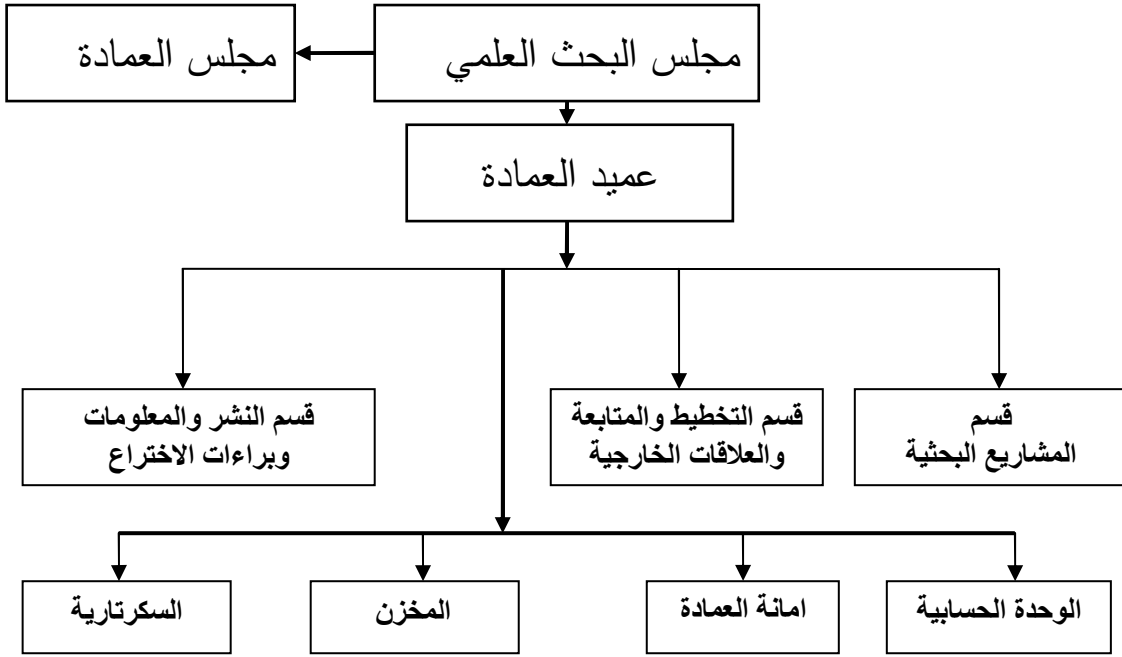 مجلس البحث العلمي
مجلس العمادة
عميد العمادة
قسم
المشاريع البحثية
قسم التخطيط والمتابعة
والعلاقات الخارجية
قسم النشر والمعلومات
وبراءات الاختراع
الوحدة الحسابية
امانة العمادة
المخزن
السكرتارية